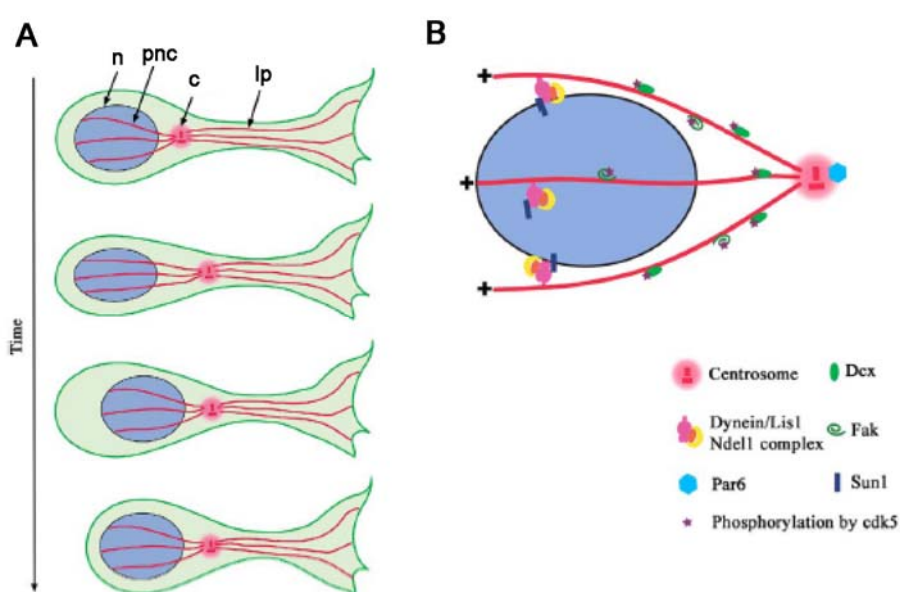 A
n
pnc
c
lp
Time
B
+
+
+
Centrosome
Dcx
Dynein/Lis1
Ndel1 complex
Fak
Par6
Sun1
Phosphorylation by cdk5